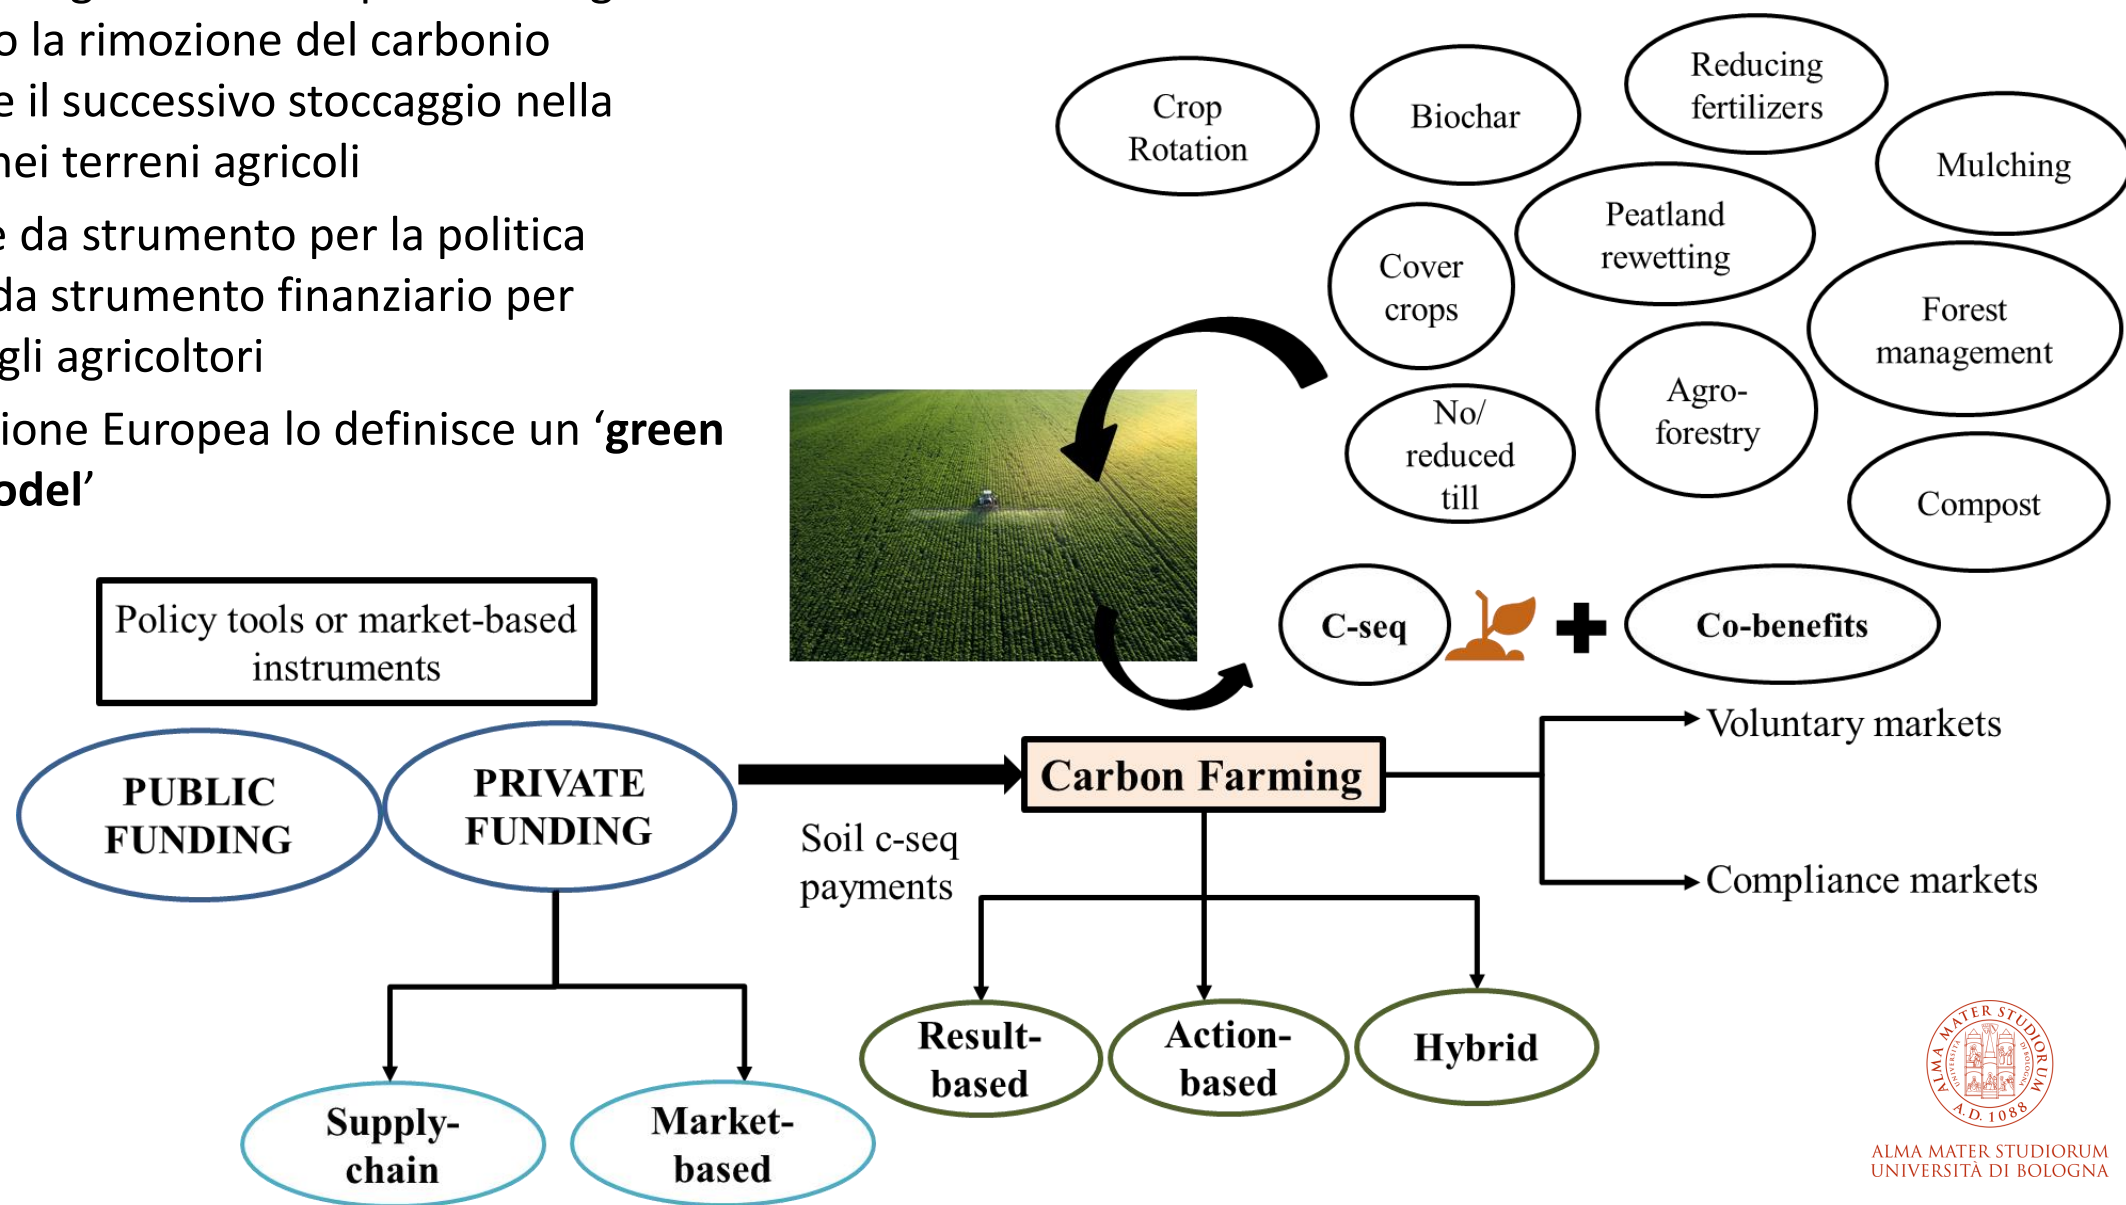 o la rimozione del carbonio
e il successivo stoccaggio nella
nei terreni agricoli
e da strumento per la politica
da strumento finanziario per
gli agricoltori
ione Europea lo definisce un ‘green
odel’
Crop
Rotation
Biochar
Reducing
fertilizers
Mulching
Peatland
rewetting
Cover
crops
Forest
management
Agro-
forestry
No/
reduced
till
Compost
C-seq
Co-benefits
Policy tools or market-based
instruments
PUBLIC
FUNDING
PRIVATE
FUNDING
Soil c-seq
payments
Carbon Farming
Voluntary markets
Compliance markets
Supply-
chain
Market-
based
Result-
based
Action-
based
Hybrid
ALMA MATER STUDIORUM
A.D. 1088
ALMA MATER STUDIORUM
UNIVERSITÀ DI BOLOGNA